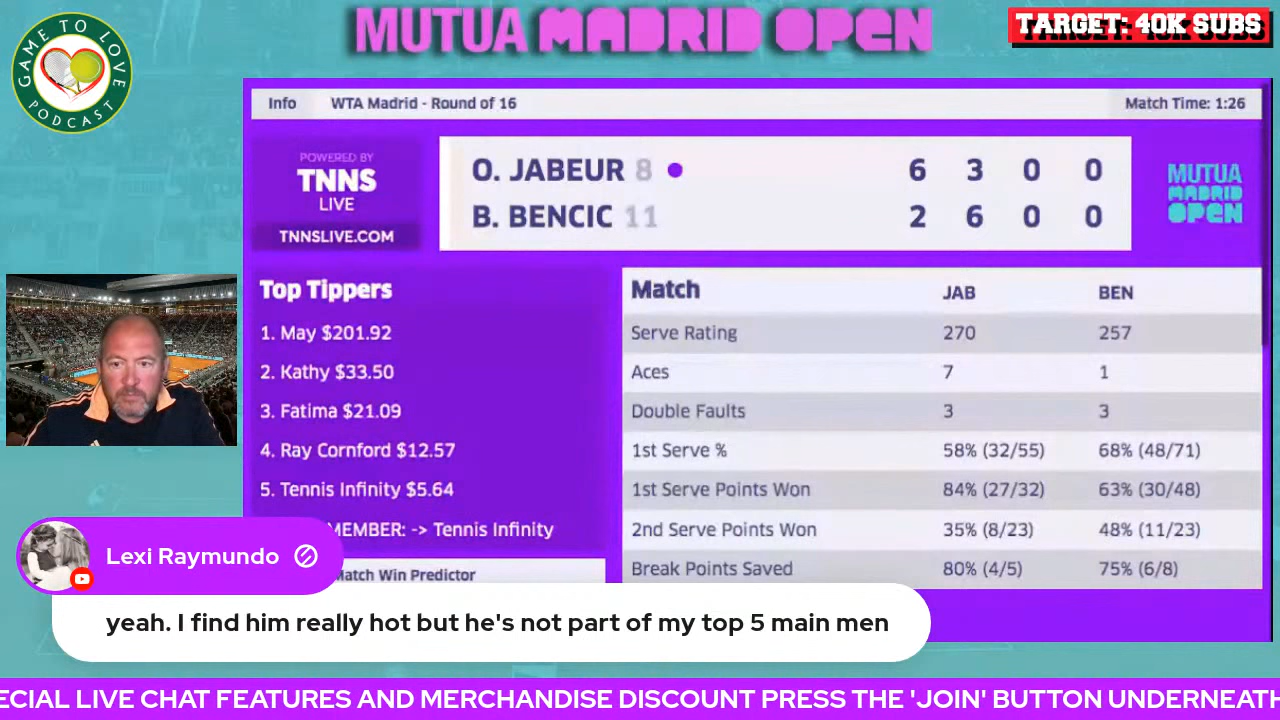 GAME TO LOVE
PODCAST
MUTUA MADRID OPEN
TARGET: 40K SUBS
Info WTA Madrid - Round of 16 Match Time: 1:26
POWERED BY
TNNS
LIVE
TNNSLIVE.COM
O. JABEUR 8 6 3 0 0
B. BENCIC 11 2 6 0 0
MUTUA
MADRID
OPEN
Top Tippers
1. May $201.92
2. Kathy $33.50
3. Fatima $21.09
4. Ray Cornford $12.57
5. Tennis Infinity $5.64
MEMBER: -> Tennis Infinity
Match Win Predictor
Match JAB BEN
Serve Rating 270 257
Aces 7 1
Double Faults 3 3
1st Serve % 58% (32/55) 68% (48/71)
1st Serve Points Won 84% (27/32) 63% (30/48)
2nd Serve Points Won 35% (8/23) 48% (11/23)
Break Points Saved 80% (4/5) 75% (6/8)
Lexi Raymundo
yeah. I find him really hot but he's not part of my top 5 main men
ECIAL LIVE CHAT FEATURES AND MERCHANDISE DISCOUNT PRESS THE 'JOIN' BUTTON UNDERNEATH